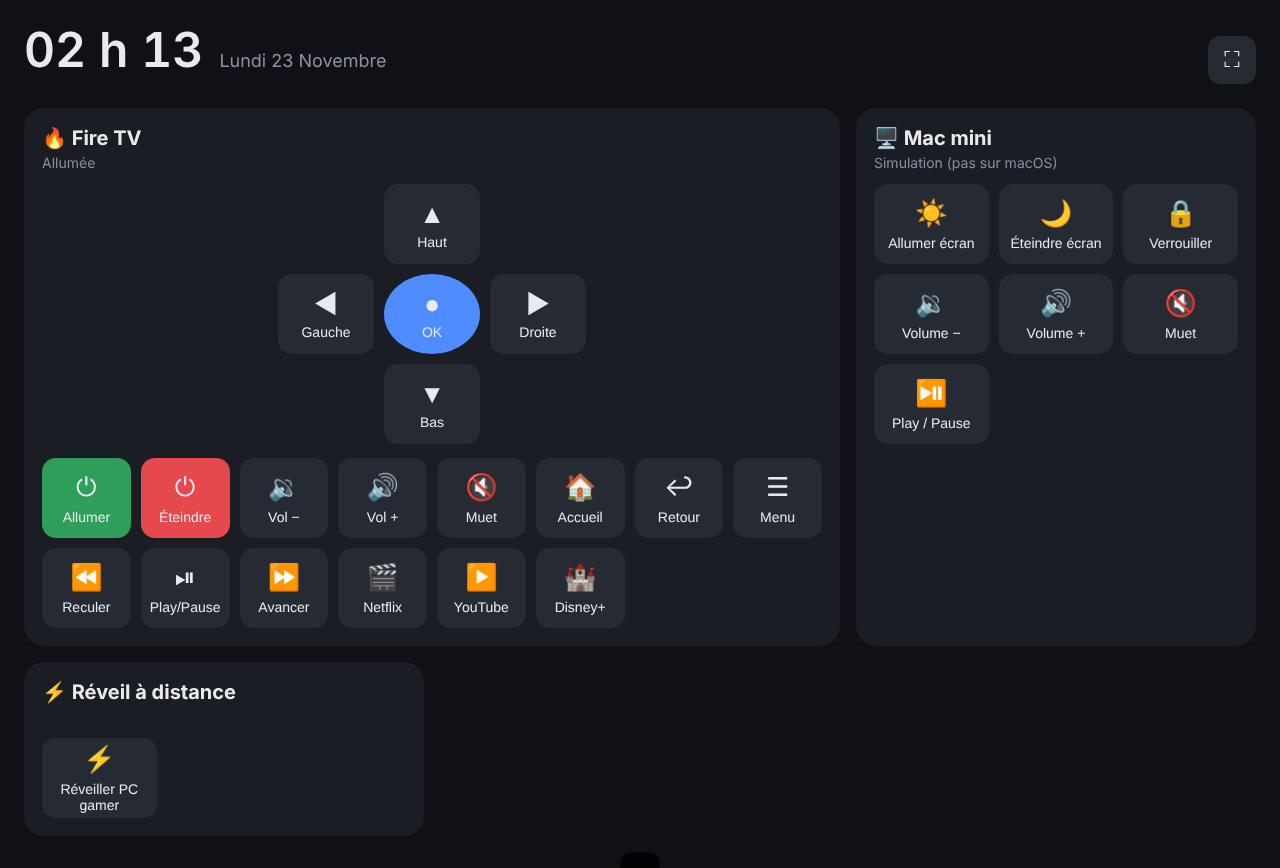 02 h 13
Lundi 23 Novembre
🔥 Fire TV
Allumée
Haut
Gauche
OK
Droite
Bas
Allumer
Éteindre
Vol −
Vol +
Muet
Accueil
Retour
Menu
Reculer
Play/Pause
Avancer
Netflix
YouTube
Disney+
🖥️ Mac mini
Simulation (pas sur macOS)
Allumer écran
Éteindre écran
Verrouiller
Volume −
Volume +
Muet
Play / Pause
⚡ Réveil à distance
Réveiller PC
gamer